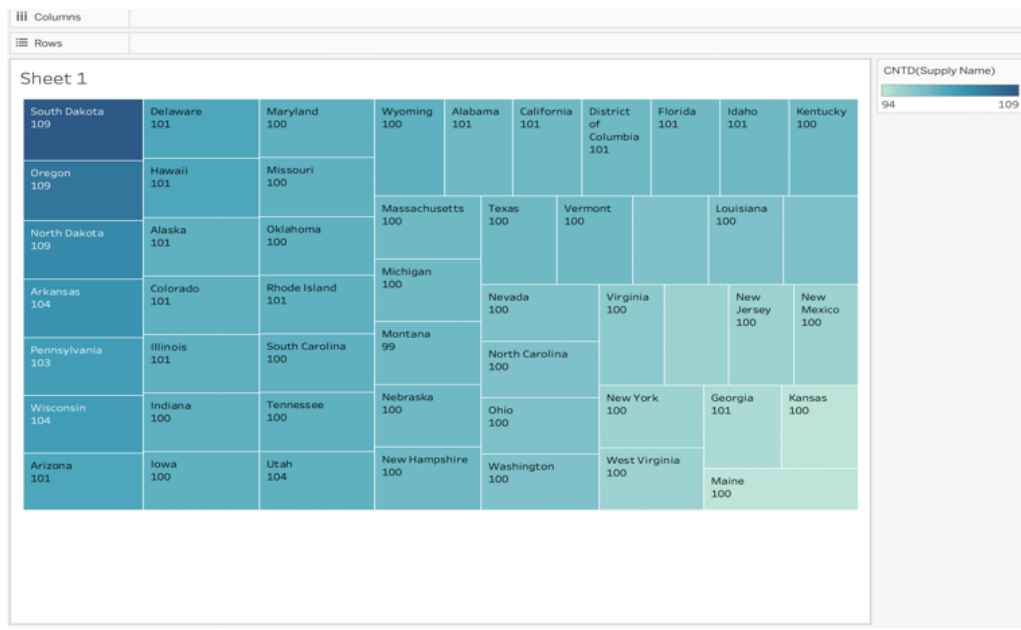 Columns
Rows
Sheet 1
CNTD(Supply Name)
94 109
South Dakota
109
Oregon
109
North Dakota
109
Arkansas
104
Pennsylvania
103
Wisconsin
104
Arizona
101
Delaware
101
Hawaii
101
Alaska
101
Colorado
101
Illinois
101
Indiana
100
Iowa
100
Maryland
100
Missouri
100
Oklahoma
100
Rhode Island
101
South Carolina
100
Tennessee
100
Utah
104
Wyoming
100
Alabama
101
California
101
District
of
Columbia
101
Florida
101
Idaho
101
Kentucky
100
Massachusetts
100
Michigan
100
Montana
99
Nebraska
100
New Hampshire
100
Texas
100
Vermont
100
Louisiana
100
Nevada
100
North Carolina
100
Ohio
100
Washington
100
Virginia
100
New
Jersey
100
New
Mexico
100
New York
100
West Virginia
100
Georgia
101
Kansas
100
Maine
100